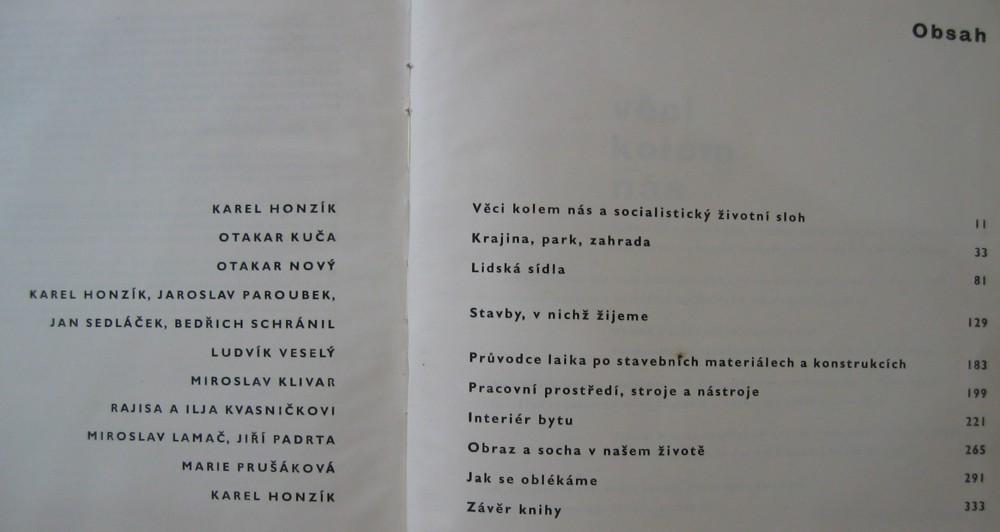 Obsah
KAREL HONZÍK Věci kolem nás a socialistický životní sloh 11
OTAKAR KUČA Krajina, park, zahrada 33
OTAKAR NOVÝ Lidská sídla 81
KAREL HONZÍK, JAROSLAV PAROUBEK,
JAN SEDLÁČEK, BEDŘICH SCHRÁNIL Stavby, v nichž žijeme 129
LUDVÍK VESELÝ Průvodce laika po stavebních materiálech a konstrukcích 183
MIROSLAV KLIVAR Pracovní prostředí, stroje a nástroje 199
RAJISA A ILJA KVASNIČKOVI Interiér bytu 221
MIROSLAV LAMAČ, JIŘÍ PADRTA Obraz a socha v našem životě 265
MARIE PRUŠÁKOVÁ Jak se oblékáme 291
KAREL HONZÍK Závěr knihy 333
věci
kolem
nás